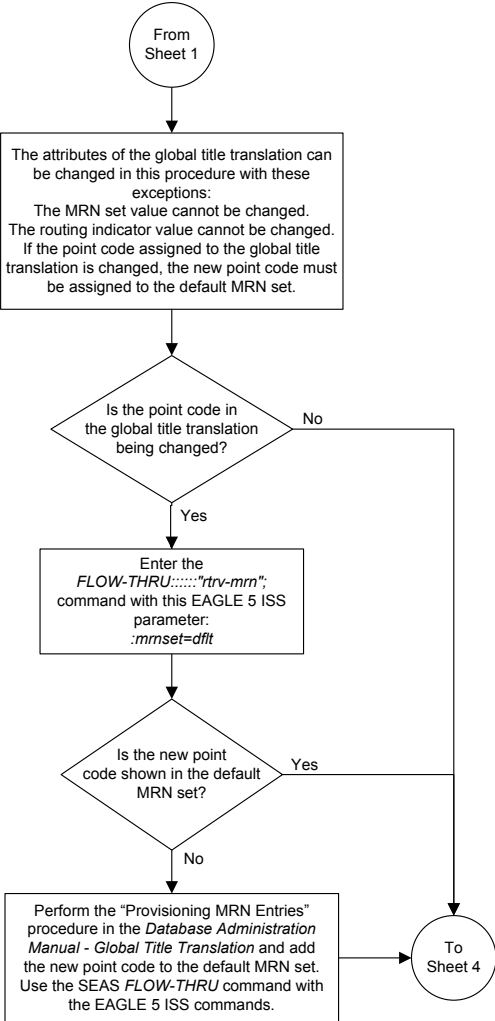 From
Sheet 1
The attributes of the global title translation can
be changed in this procedure with these
exceptions:
The MRN set value cannot be changed.
The routing indicator value cannot be changed.
If the point code assigned to the global title
translation is changed, the new point code must
be assigned to the default MRN set.
Is the point code in
the global title translation
being changed?
No
Yes
Enter the
FLOW-THRU::::::"rtrv-mrn";
command with this EAGLE 5 ISS
parameter:
:mrnset=dflt
Is the new point
code shown in the default
MRN set?
Yes
No
Perform the “Provisioning MRN Entries”
procedure in the Database Administration
Manual - Global Title Translation and add
the new point code to the default MRN set.
Use the SEAS FLOW-THRU command with
the EAGLE 5 ISS commands.
To
Sheet 4